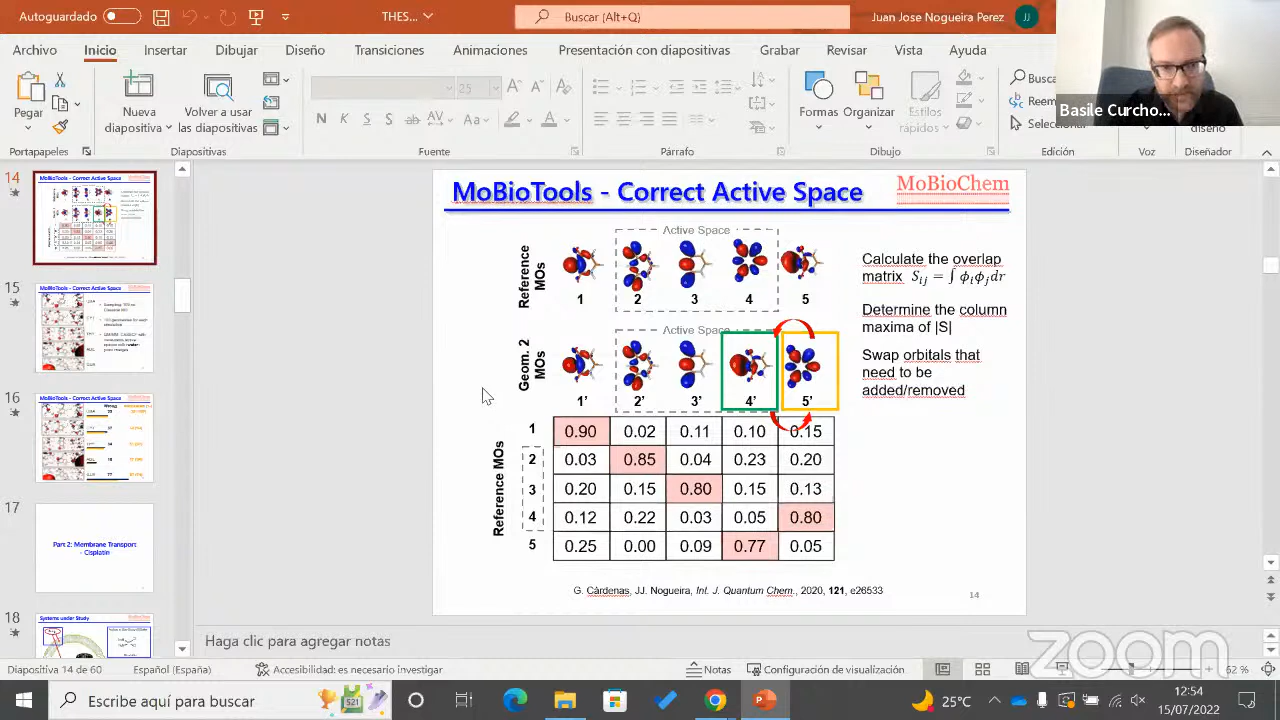 Autoguardado
THES...
Buscar (Alt+Q)
Juan Jose Nogueira Perez
JJ
Archivo Inicio Insertar Dibujar Diseño Transiciones Animaciones Presentación con diapositivas Grabar Revisar Vista Ayuda
Pegar
Nueva
diapositiva
Volver a usar
las diapositivas
Formas
Organizar
Estilos
rápidos
Basile Curcho...
diseño
Portapapeles
Diapositivas
Fuente
Párrafo
Dibujo
Edición
Voz
Diseñador
14
15
16
17
Part 2: Membrane Transport
- Cisplatin
18
Systems under Study
MoBioTools - Correct Active Space
MoBioChem
Active Space
Reference
MOs
1 2 3 4 5
Active Space
Geom. 2
MOs
1' 2' 3' 4' 5'
Calculate the overlap
matrix S_ij = ∫ ϕ_i φ_j dr
Determine the column
maxima of |S|
Swap orbitals that
need to be
added/removed
Reference MOs
1 0.90 0.02 0.11 0.10 0.15
2 0.03 0.85 0.04 0.23 0.20
3 0.20 0.15 0.80 0.15 0.13
4 0.12 0.22 0.03 0.05 0.80
5 0.25 0.00 0.09 0.77 0.05
G. Cárdenas, JJ. Nogueira, Int. J. Quantum Chem., 2020, 121, e26533
14
Haga clic para agregar notas
zoom
Diapositiva 14 de 60
Español (España)
Accesibilidad: es necesario investigar
Notas
Configuración de visualización
62 %
Escribe aquí para buscar
521
25°C
12:54
15/07/2022